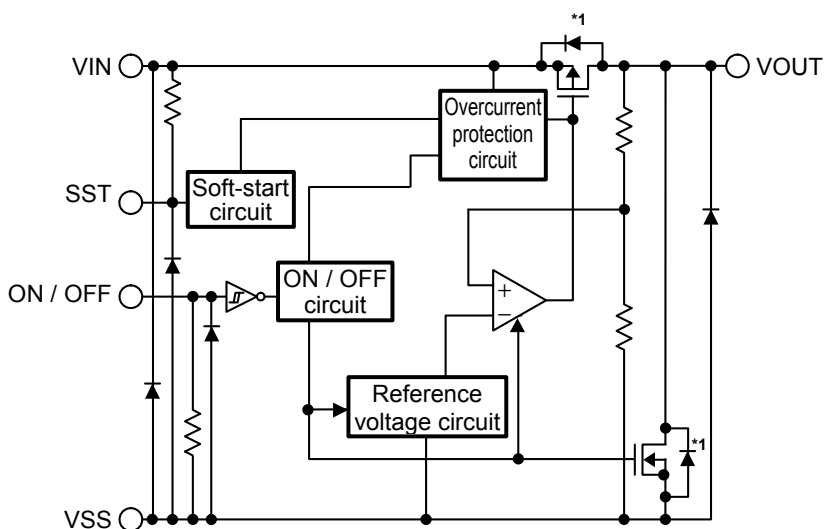 *1
VIN
VOUT
Overcurrent
protection
circuit
SST
Soft-start
circuit
ON / OFF
ON / OFF
circuit
+
−
Reference
voltage circuit
*1
VSS